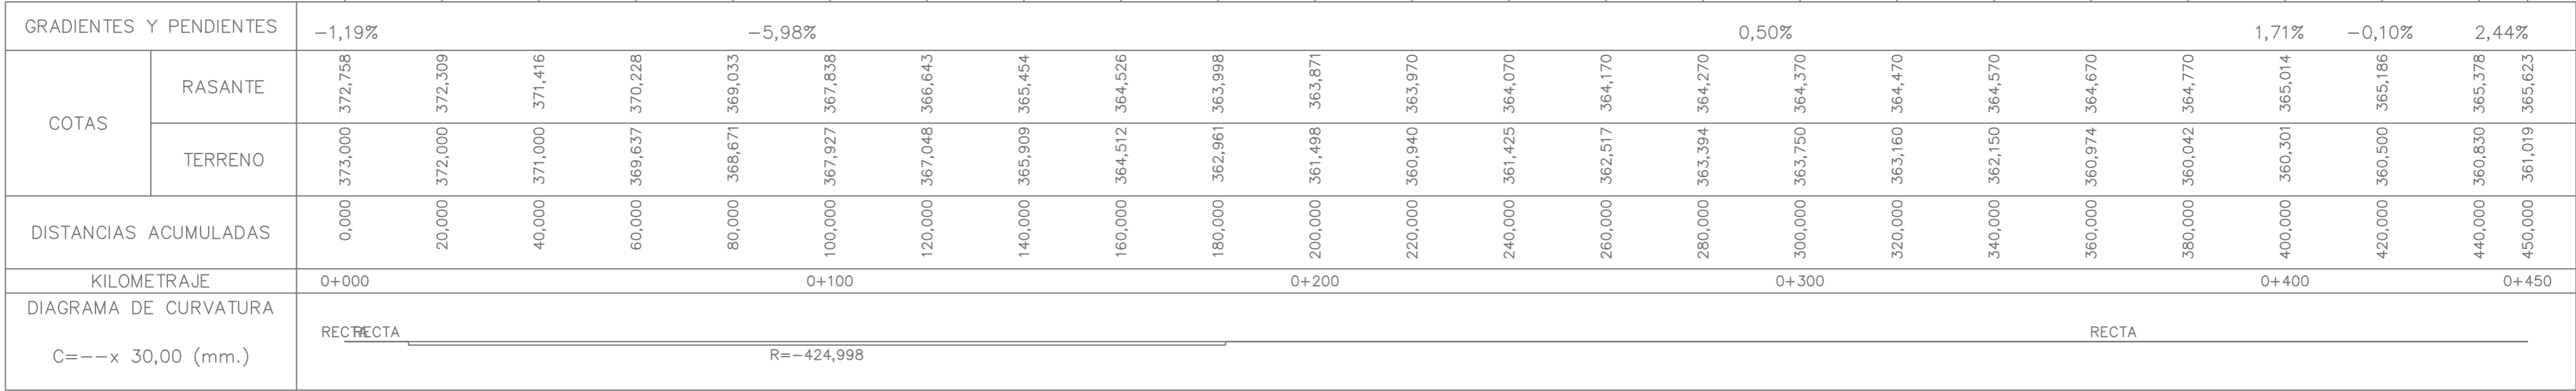 GRADIENTES Y PENDIENTES −1,19% −5,98% 0,50% 1,71% −0,10% 2,44%
COTAS
RASANTE 372,758 372,309 371,416 370,228 369,033 367,838 366,643 365,454 364,526 363,998 363,871 363,970 364,070 364,170 364,270 364,370 364,470 364,570 364,670 364,770 365,014 365,186 365,378 365,623
TERRENO 373,000 372,000 371,000 369,637 368,671 367,927 367,048 365,909 364,512 362,961 361,498 360,940 361,425 362,517 363,394 363,750 363,160 362,150 360,974 360,042 360,301 360,500 360,830 361,019
DISTANCIAS ACUMULADAS 0,000 20,000 40,000 60,000 80,000 100,000 120,000 140,000 160,000 180,000 200,000 220,000 240,000 260,000 280,000 300,000 320,000 340,000 360,000 380,000 400,000 420,000 440,000 450,000
KILOMETRAJE 0+000 0+100 0+200 0+300 0+400 0+450
DIAGRAMA DE CURVATURA
RECTA RECTA RECTA
C=−−x 30,00 (mm.) R=−424,998